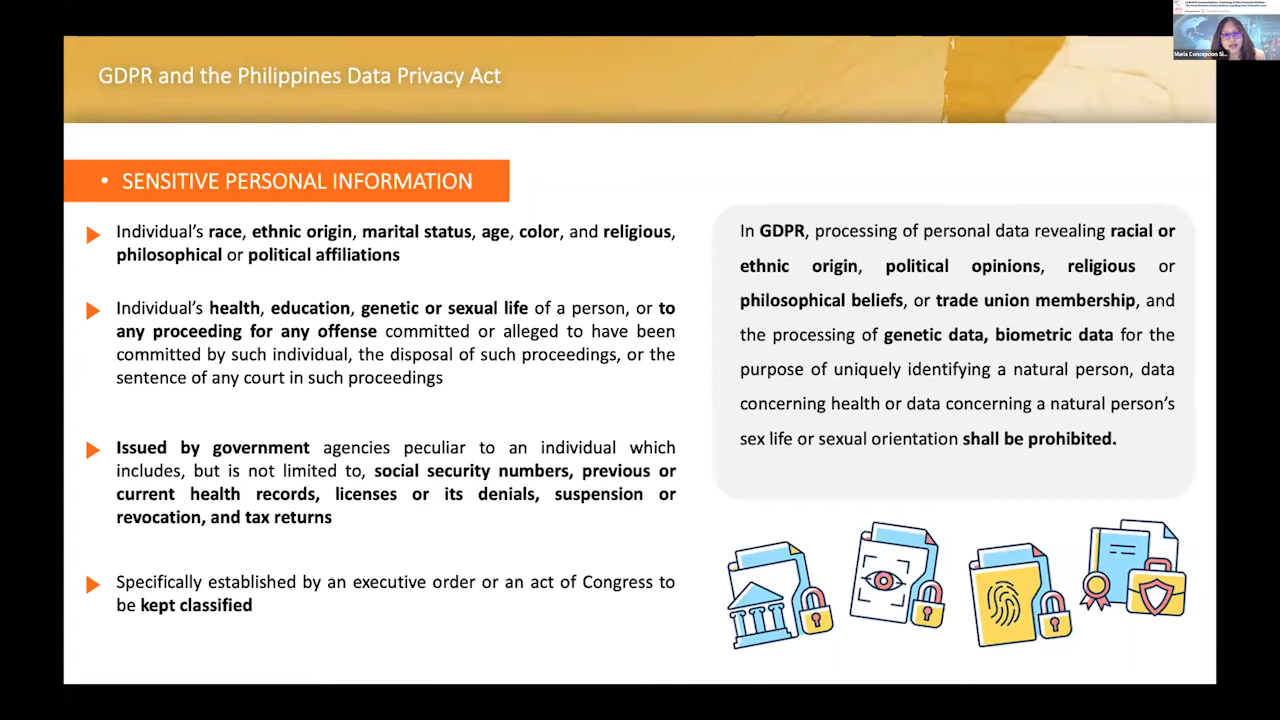 GDPR and the Philippines Data Privacy Act
• SENSITIVE PERSONAL INFORMATION
Individual's race, ethnic origin, marital status, age, color, and religious,
philosophical or political affiliations
Individual's health, education, genetic or sexual life of a person, or to
any proceeding for any offense committed or alleged to have been
committed by such individual, the disposal of such proceedings, or the
sentence of any court in such proceedings
Issued by government agencies peculiar to an individual which
includes, but is not limited to, social security numbers, previous or
current health records, licenses or its denials, suspension or
revocation, and tax returns
Specifically established by an executive order or an act of Congress to
be kept classified
In GDPR, processing of personal data revealing racial or
ethnic origin, political opinions, religious or
philosophical beliefs, or trade union membership, and
the processing of genetic data, biometric data for the
purpose of uniquely identifying a natural person, data
concerning health or data concerning a natural person's
sex life or sexual orientation shall be prohibited.
Maria Concepcion Si...